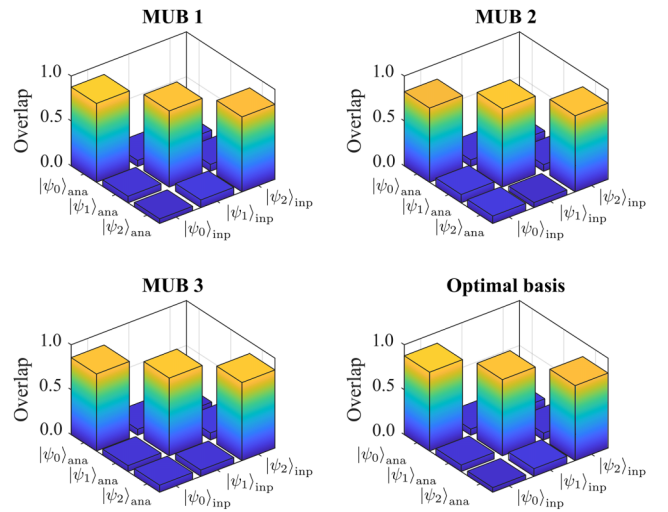 MUB 1
1.0
0.5
0.0
Overlap
|ψ₀⟩ana
|ψ₁⟩ana
|ψ₂⟩ana
|ψ₀⟩inp
|ψ₁⟩inp
|ψ₂⟩inp
MUB 2
1.0
0.5
0.0
Overlap
|ψ₀⟩ana
|ψ₁⟩ana
|ψ₂⟩ana
|ψ₀⟩inp
|ψ₁⟩inp
|ψ₂⟩inp
MUB 3
1.0
0.5
0.0
Overlap
|ψ₀⟩ana
|ψ₁⟩ana
|ψ₂⟩ana
|ψ₀⟩inp
|ψ₁⟩inp
|ψ₂⟩inp
Optimal basis
1.0
0.5
0.0
Overlap
|ψ₀⟩ana
|ψ₁⟩ana
|ψ₂⟩ana
|ψ₀⟩inp
|ψ₁⟩inp
|ψ₂⟩inp